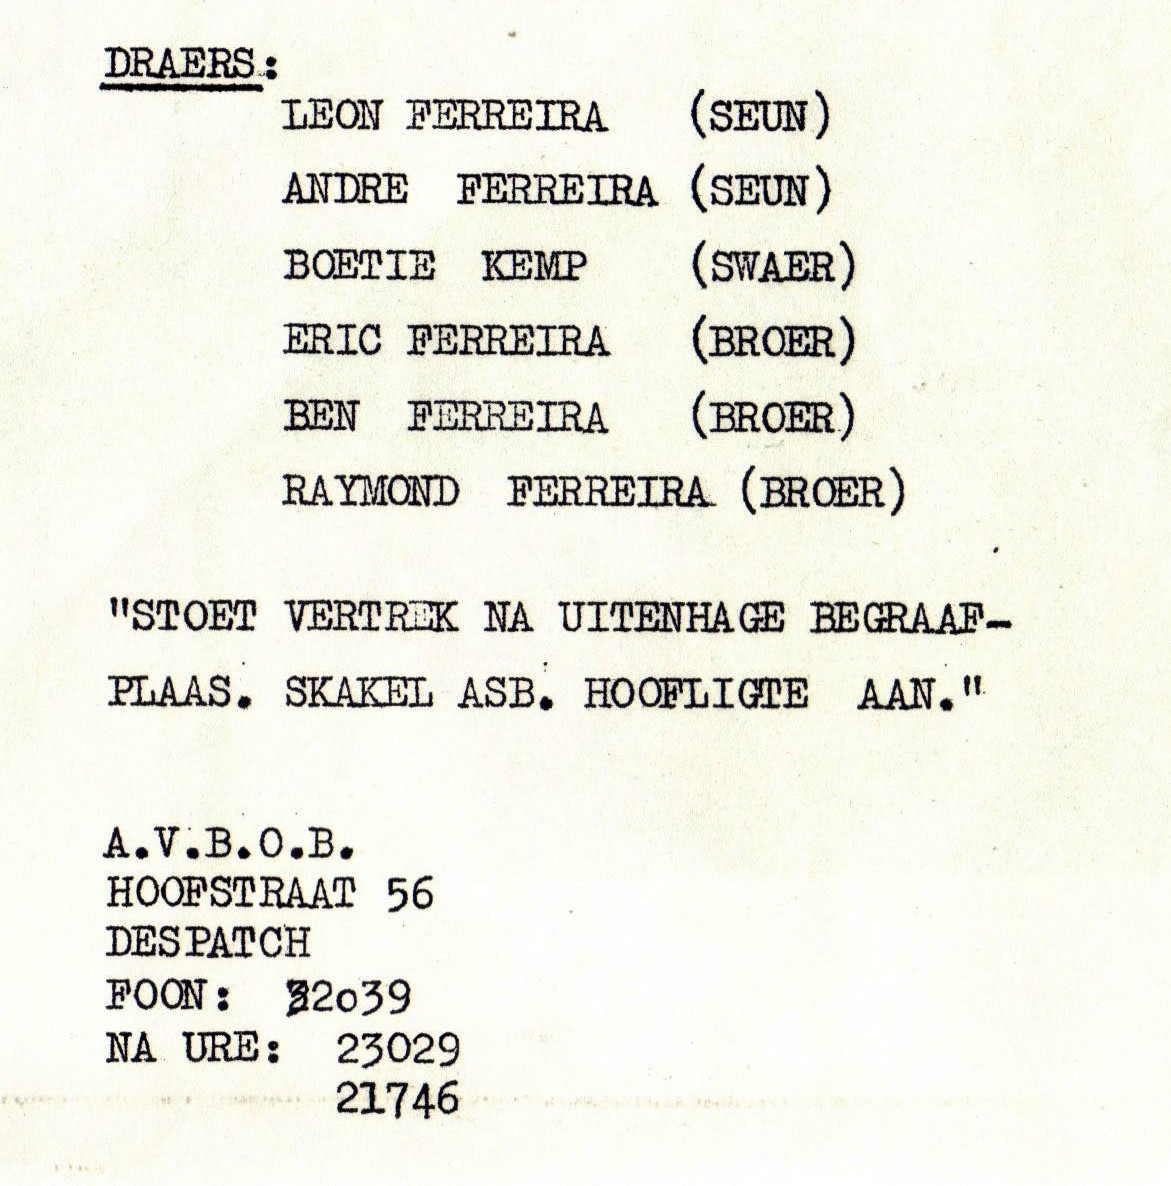 DRAERS:
LEON FERREIRA (SEUN)
ANDRE FERREIRA (SEUN)
BOETIE KEMP (SWAER)
ERIC FERREIRA (BROER)
BEN FERREIRA (BROER)
RAYMOND FERREIRA (BROER)
"STOET VERTREK NA UITENHAGE BEGRAAF-
PLAAS. SKAKEL ASB. HOOFLIGTE AAN."
A.V.B.O.B.
HOOFSTRAAT 56
DESPATCH
FOON:
NA URE: 23029
21746